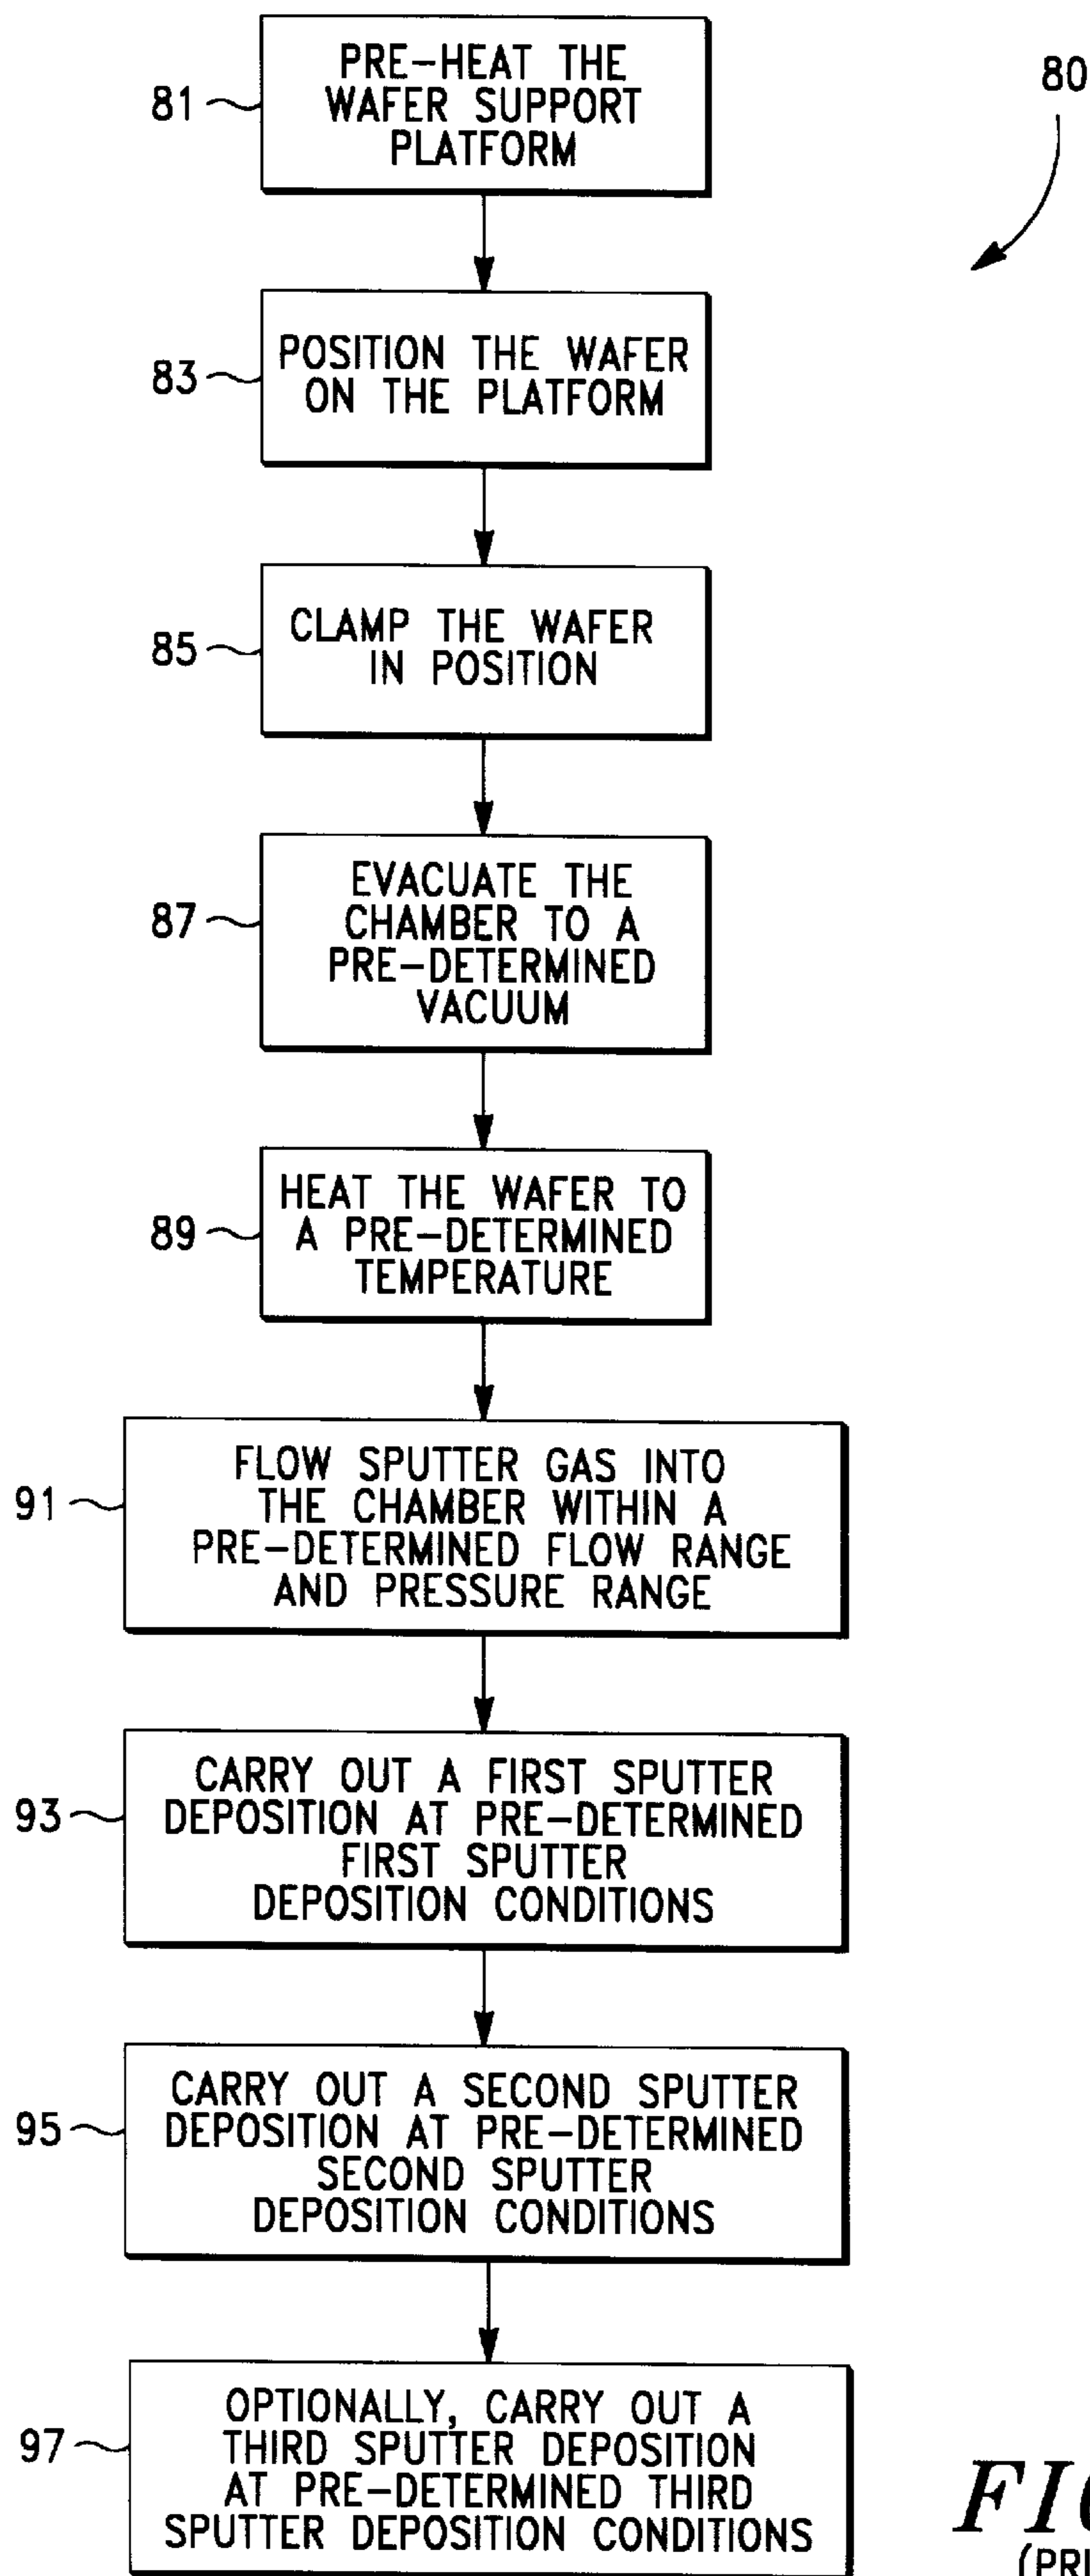 80
81
PRE-HEAT THE
WAFER SUPPORT
PLATFORM
83
POSITION THE WAFER
ON THE PLATFORM
85
CLAMP THE WAFER
IN POSITION
87
EVACUATE THE
CHAMBER TO A
PRE-DETERMINED
VACUUM
89
HEAT THE WAFER TO
A PRE-DETERMINED
TEMPERATURE
91
FLOW SPUTTER GAS INTO
THE CHAMBER WITHIN A
PRE-DETERMINED FLOW RANGE
AND PRESSURE RANGE
93
CARRY OUT A FIRST SPUTTER
DEPOSITION AT PRE-DETERMINED
FIRST SPUTTER
DEPOSITION CONDITIONS
95
CARRY OUT A SECOND SPUTTER
DEPOSITION AT PRE-DETERMINED
SECOND SPUTTER
DEPOSITION CONDITIONS
97
OPTIONALLY, CARRY OUT A
THIRD SPUTTER DEPOSITION
AT PRE-DETERMINED THIRD
SPUTTER DEPOSITION CONDITIONS